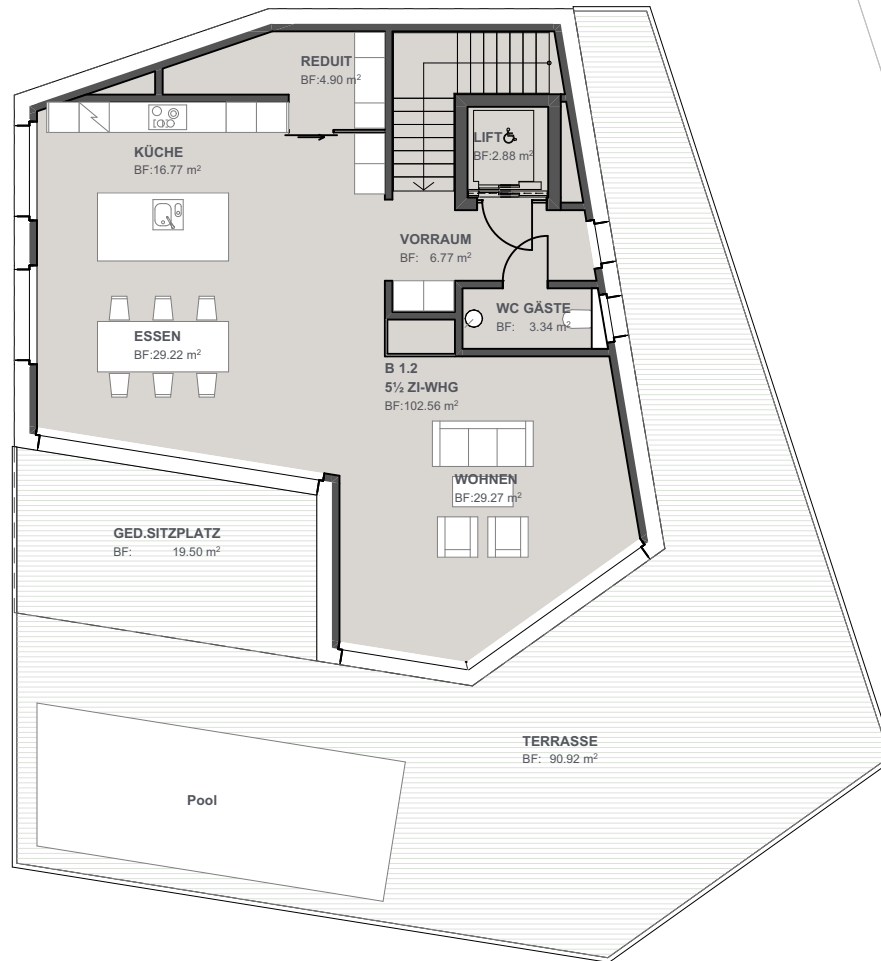 REDUIT
BF:4.90 m²
LIFT
BF:2.88 m²
KÜCHE
BF:16.77 m²
VORRAUM
BF: 6.77 m²
WC GÄSTE
BF: 3.34 m²
ESSEN
BF:29.22 m²
B 1.2
5½ ZI-WHG
BF:102.56 m²
WOHNEN
BF:29.27 m²
GED.SITZPLATZ
BF: 19.50 m²
TERRASSE
BF: 90.92 m²
Pool